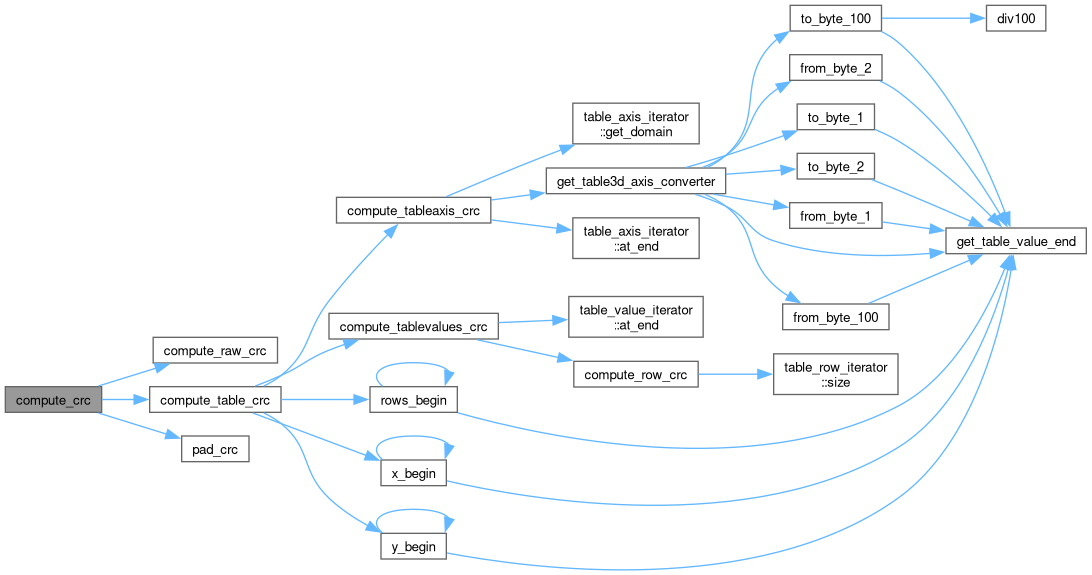 to_byte_100
div100
from_byte_2
table_axis_iterator
::get_domain
to_byte_1
to_byte_2
get_table3d_axis_converter
compute_tableaxis_crc
from_byte_1
table_axis_iterator
::at_end
get_table_value_end
table_value_iterator
::at_end
from_byte_100
compute_tablevalues_crc
compute_raw_crc
compute_row_crc
table_row_iterator
::size
compute_crc
compute_table_crc
rows_begin
pad_crc
x_begin
y_begin